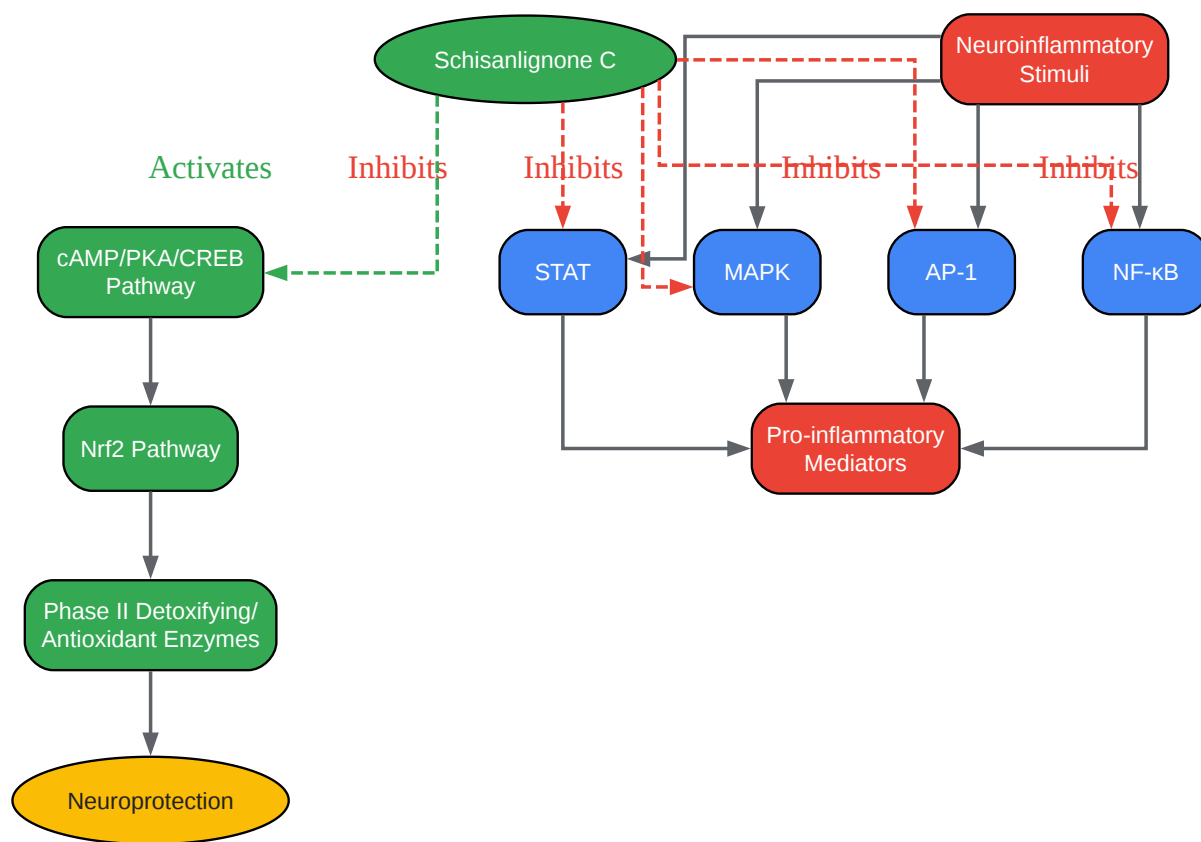 Schisanlignone C
Neuroinflammatory
Stimuli
Activates
Inhibits
Inhibits
Inhibits
Inhibits
cAMP/PKA/CREB
Pathway
STAT
MAPK
AP-1
NF-κB
Nrf2 Pathway
Pro-inflammatory
Mediators
Phase II Detoxifying/
Antioxidant Enzymes
Neuroprotection